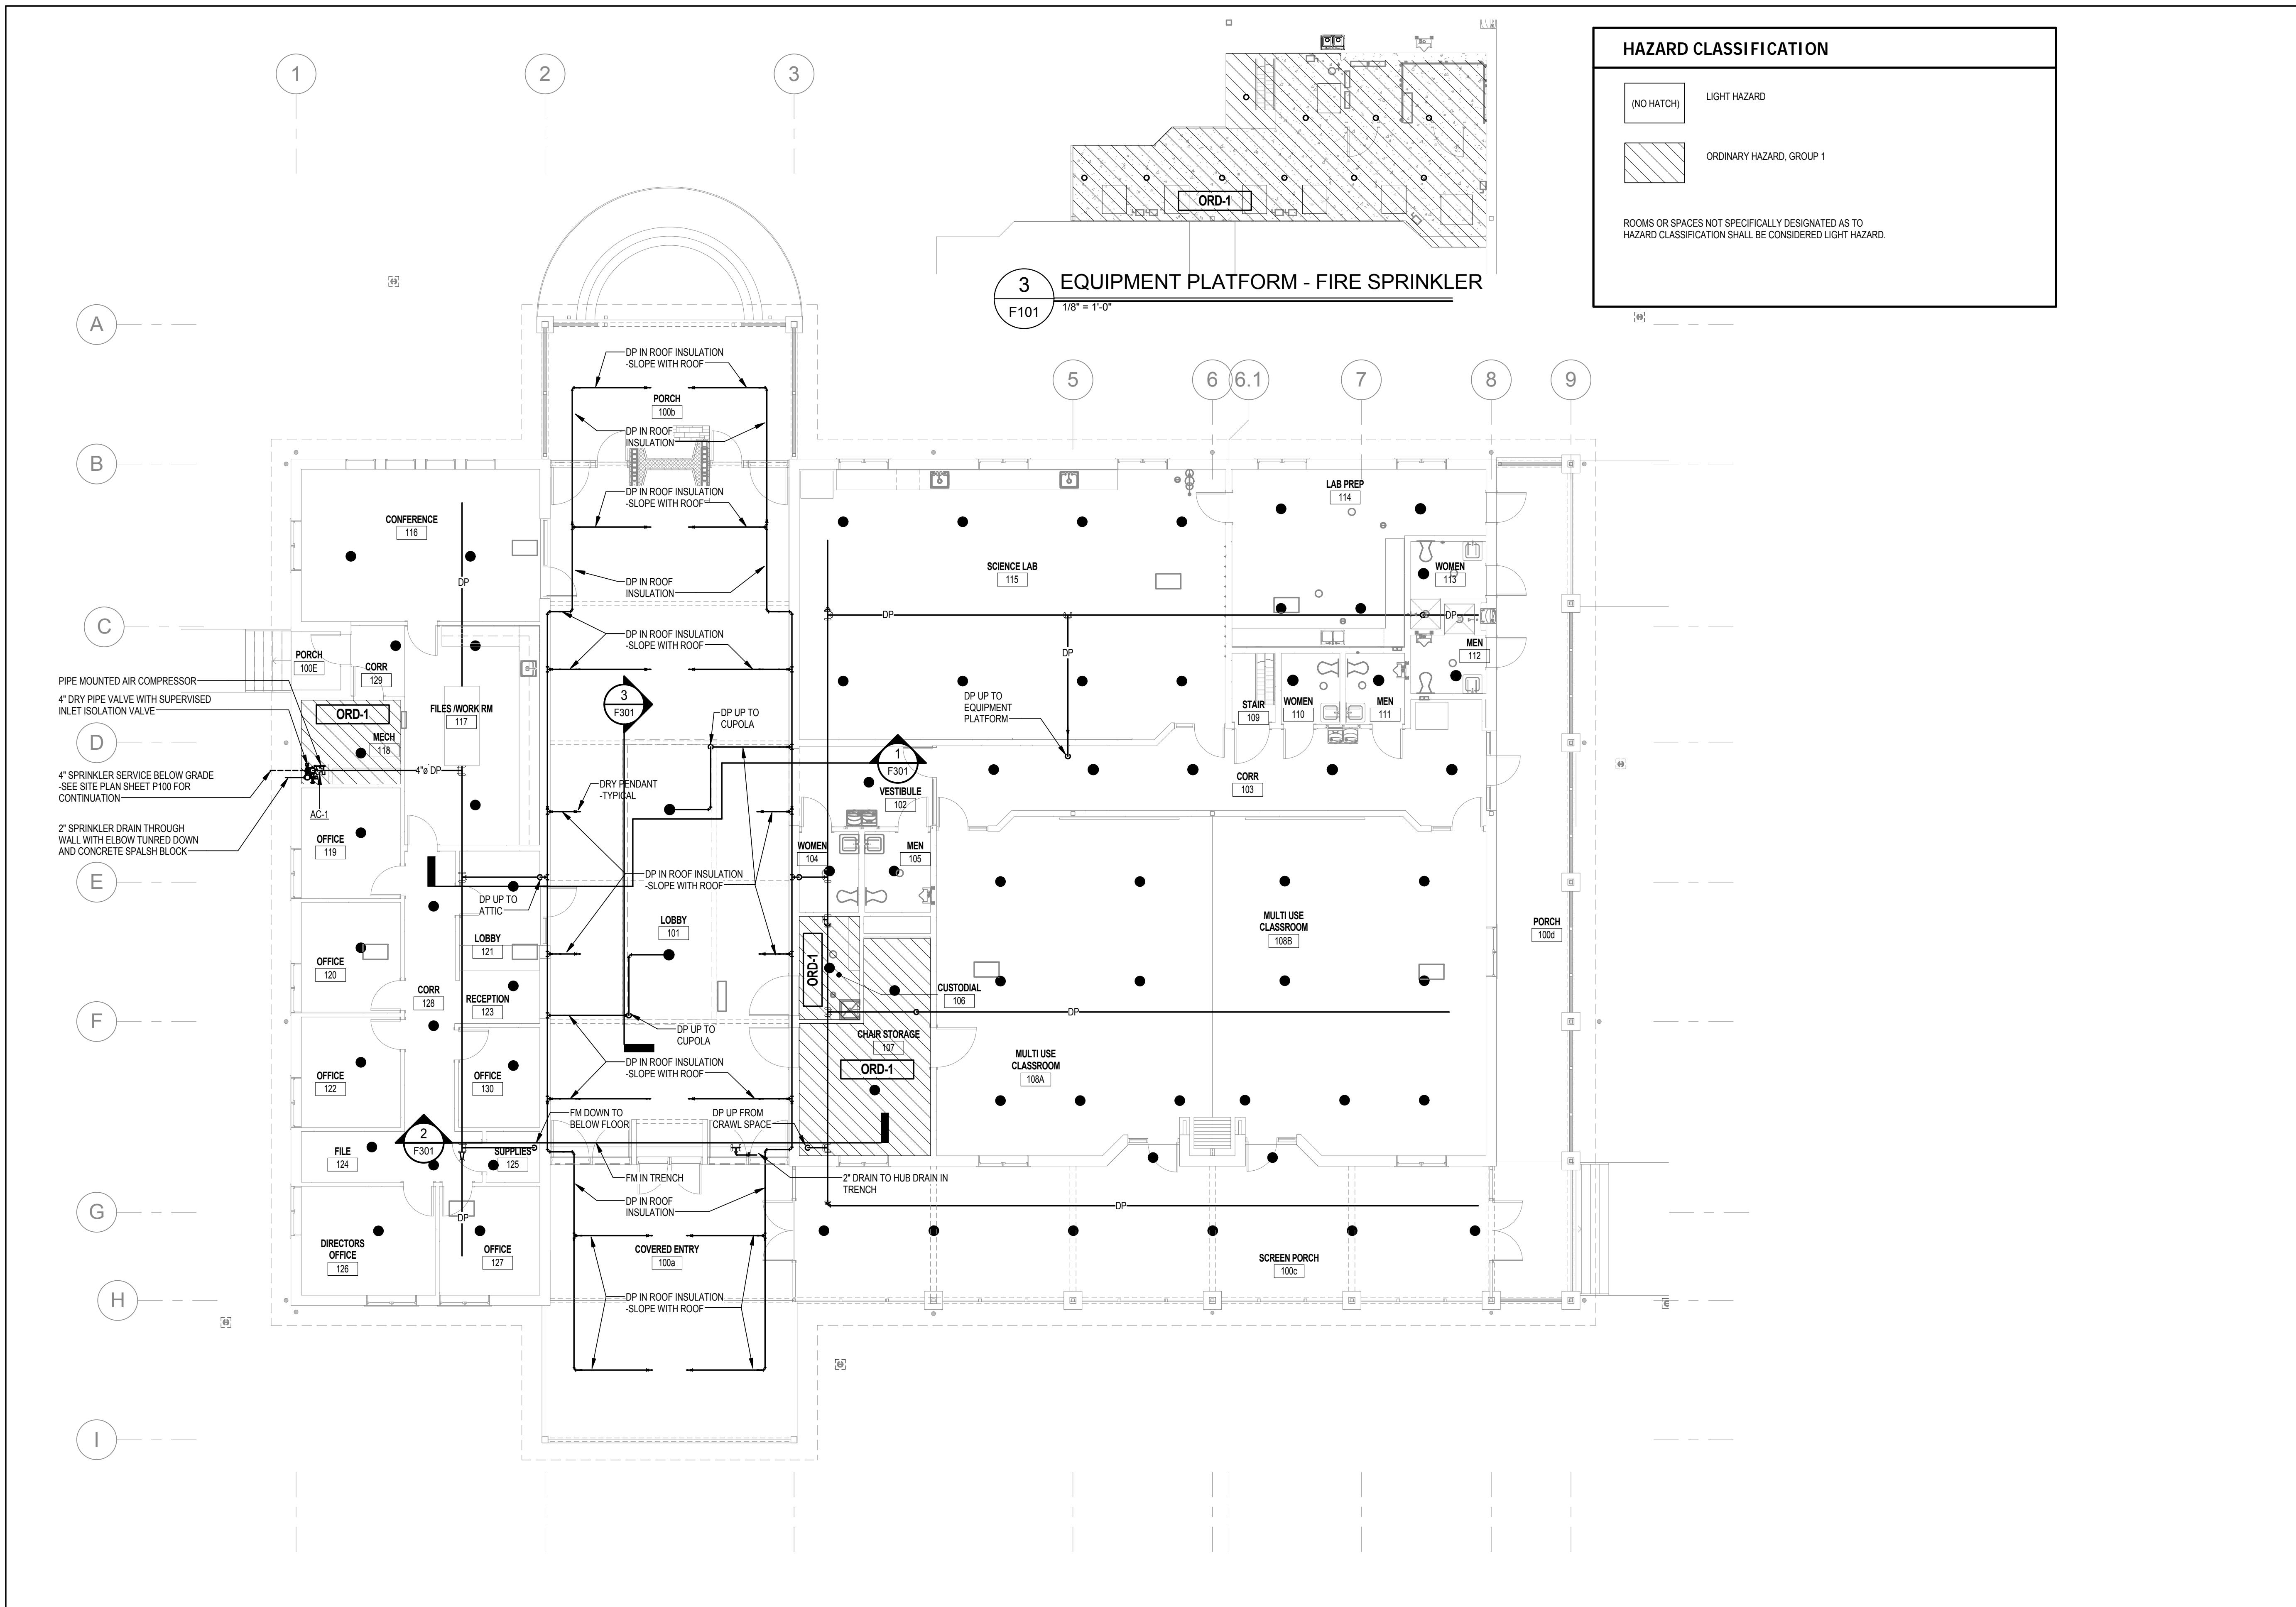 HAZARD CLASSIFICATION
(NO HATCH)
LIGHT HAZARD
ORDINARY HAZARD, GROUP 1
ROOMS OR SPACES NOT SPECIFICALLY DESIGNATED AS TO
HAZARD CLASSIFICATION SHALL BE CONSIDERED LIGHT HAZARD.
1
2
3
ORD-1
3
F101
EQUIPMENT PLATFORM - FIRE SPRINKLER
1/8" = 1'-0"
5
6
6.1
7
8
9
A
B
C
D
E
F
G
H
I
DP IN ROOF INSULATION
-SLOPE WITH ROOF
PORCH
100b
DP IN ROOF
INSULATION
DP IN ROOF INSULATION
-SLOPE WITH ROOF
DP IN ROOF
INSULATION
DP IN ROOF INSULATION
-SLOPE WITH ROOF
CONFERENCE
116
DP
SCIENCE LAB
115
LAB PREP
114
WOMEN
113
DP
DP
DP
MEN
112
PORCH
100E
CORR
129
PIPE MOUNTED AIR COMPRESSOR
4" DRY PIPE VALVE WITH SUPERVISED
INLET ISOLATION VALVE
ORD-1
MECH
118
FILES /WORK RM
117
4"ø DP
4" SPRINKLER SERVICE BELOW GRADE
-SEE SITE PLAN SHEET P100 FOR
CONTINUATION
AC-1
2" SPRINKLER DRAIN THROUGH
WALL WITH ELBOW TUNRED DOWN
AND CONCRETE SPALSH BLOCK
3
F301
DP UP TO
CUPOLA
DP UP TO
EQUIPMENT
PLATFORM
STAIR
109
WOMEN
110
MEN
111
1
F301
VESTIBULE
102
CORR
103
DRY PENDANT
-TYPICAL
OFFICE
119
WOMEN
104
MEN
105
DP IN ROOF INSULATION
-SLOPE WITH ROOF
DP UP TO
ATTIC
LOBBY
101
LOBBY
121
OFFICE
120
MULTI USE
CLASSROOM
108B
PORCH
100d
ORD-1
CORR
128
RECEPTION
123
CUSTODIAL
106
DP
DP UP TO
CUPOLA
CHAIR STORAGE
107
ORD-1
DP IN ROOF INSULATION
-SLOPE WITH ROOF
OFFICE
122
OFFICE
130
MULTI USE
CLASSROOM
108A
FM DOWN TO
BELOW FLOOR
DP UP FROM
CRAWL SPACE
2
F301
FILE
124
SUPPLIES
125
FM IN TRENCH
2" DRAIN TO HUB DRAIN IN
TRENCH
DP IN ROOF
INSULATION
DP
DP
DIRECTORS
OFFICE
126
OFFICE
127
COVERED ENTRY
100a
SCREEN PORCH
100c
DP IN ROOF INSULATION
-SLOPE WITH ROOF